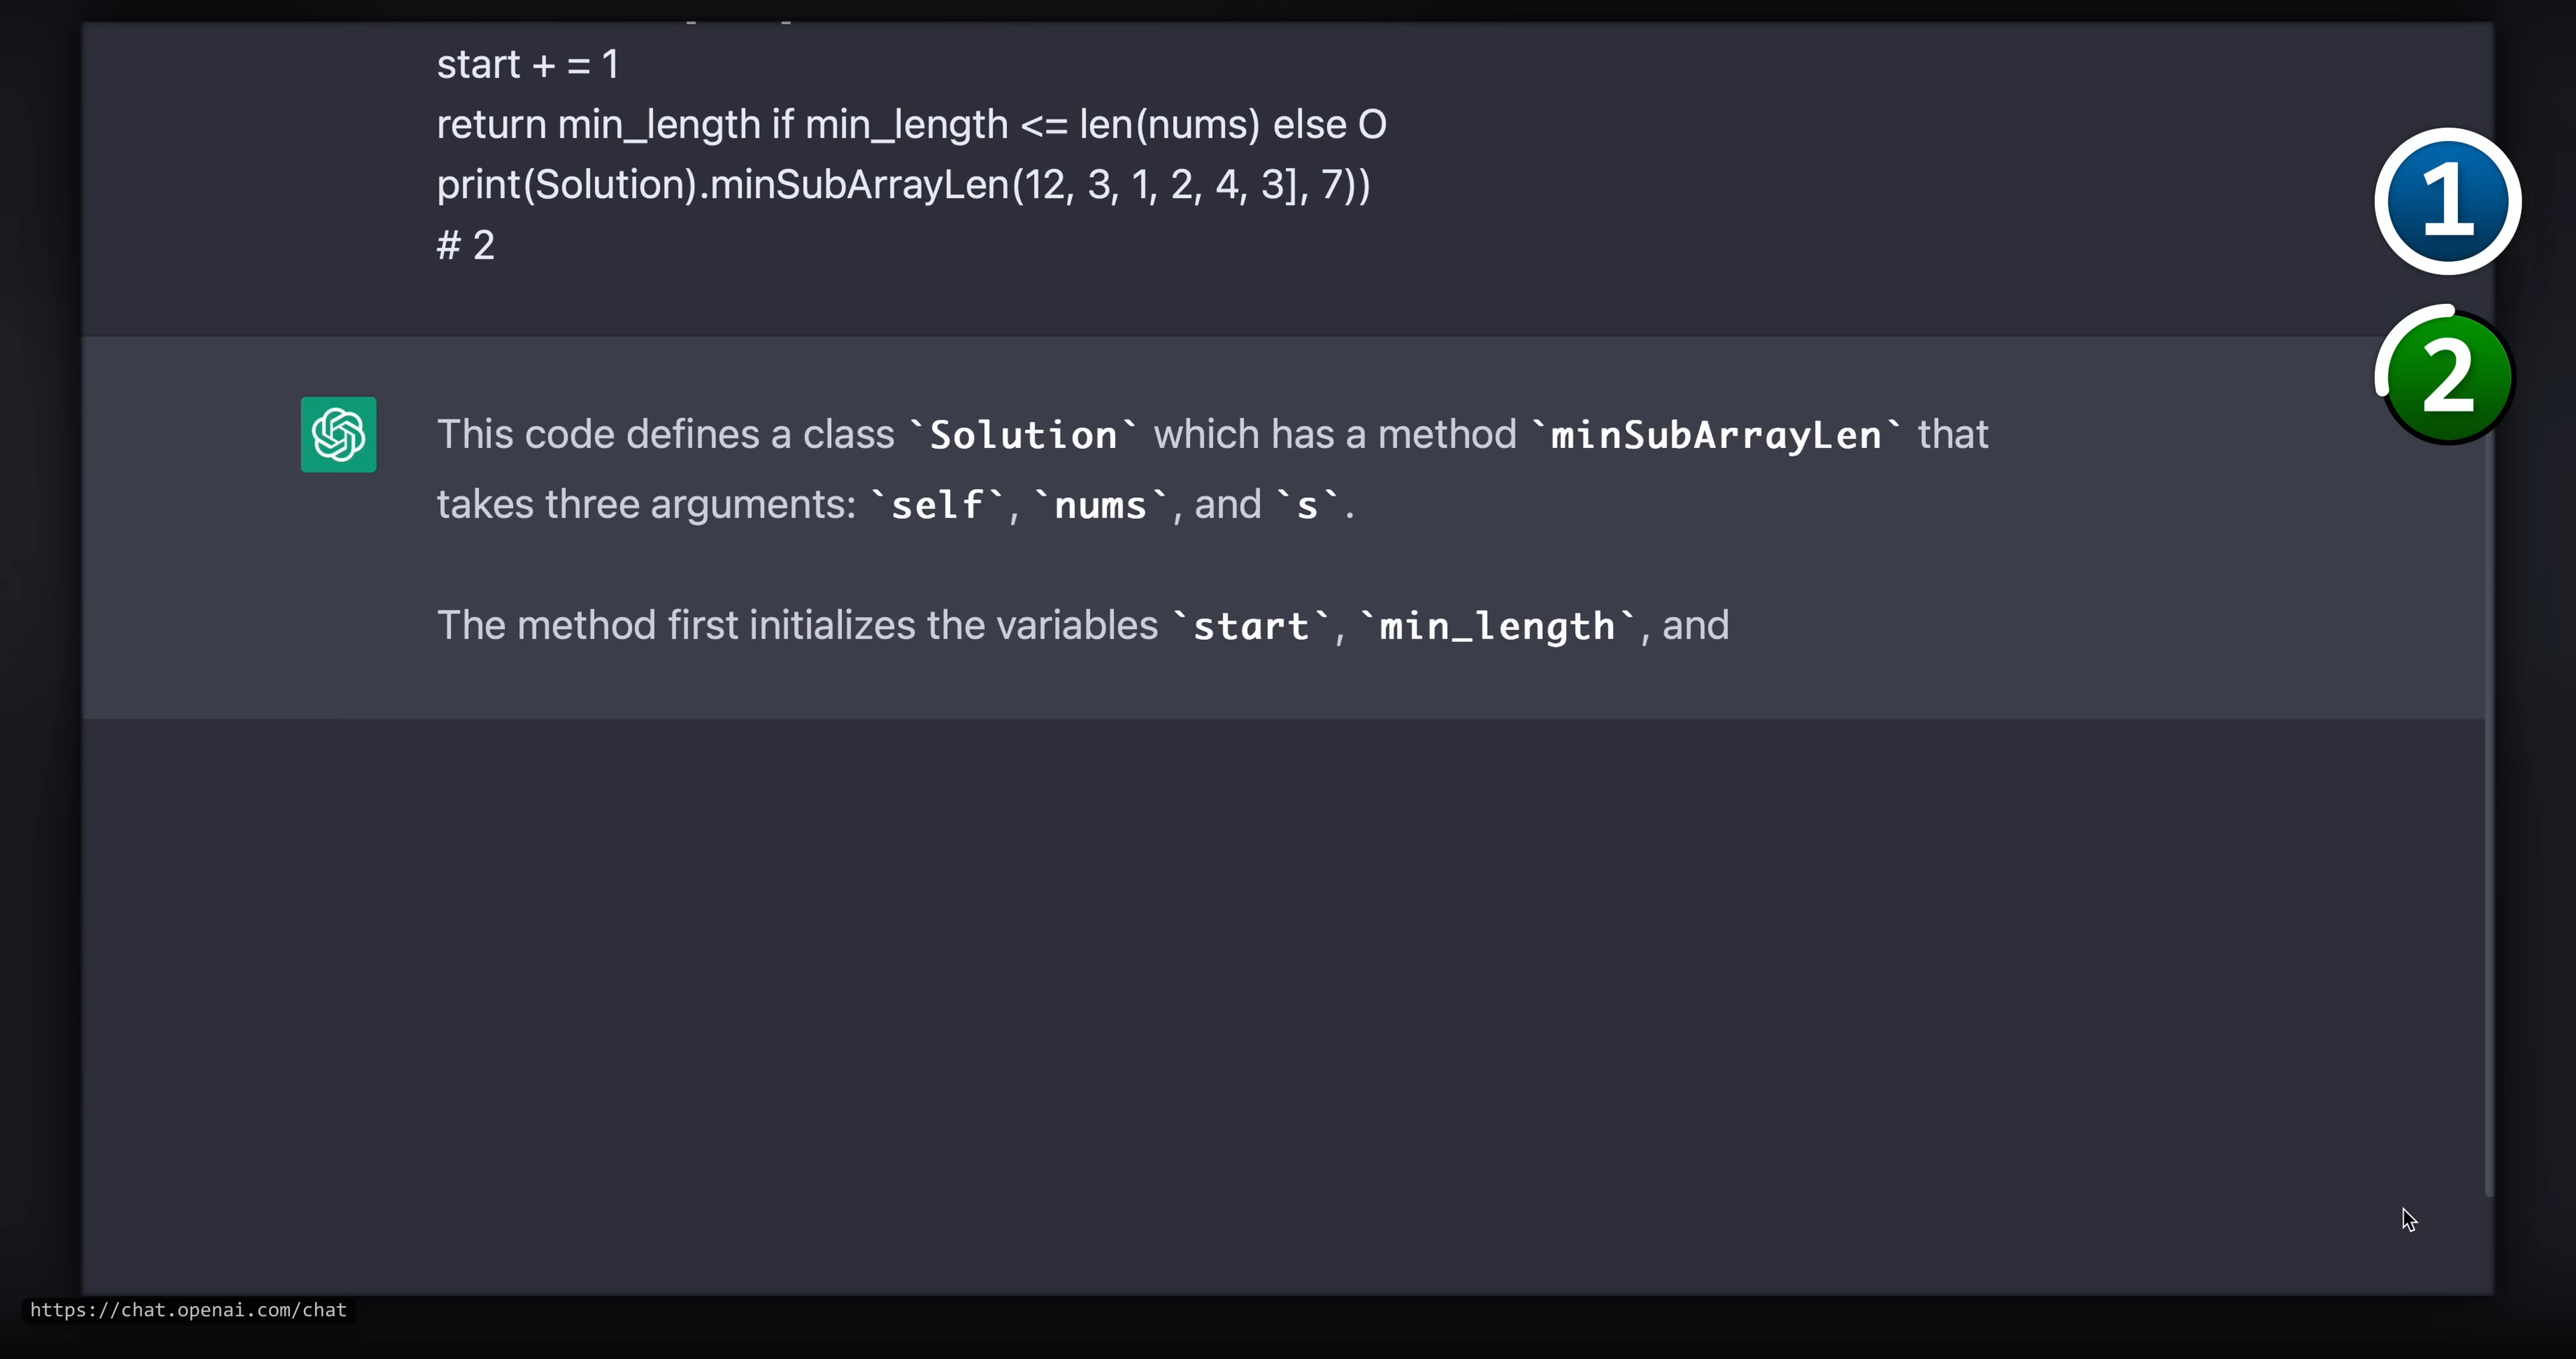 start + = 1
return min_length if min_length <= len(nums) else O
print(Solution).minSubArrayLen(12, 3, 1, 2, 4, 3], 7))
# 2
1
2
This code defines a class `Solution` which has a method `minSubArrayLen` that
takes three arguments: `self`, `nums`, and `s`.
The method first initializes the variables `start`, `min_length`, and
https://chat.openai.com/chat